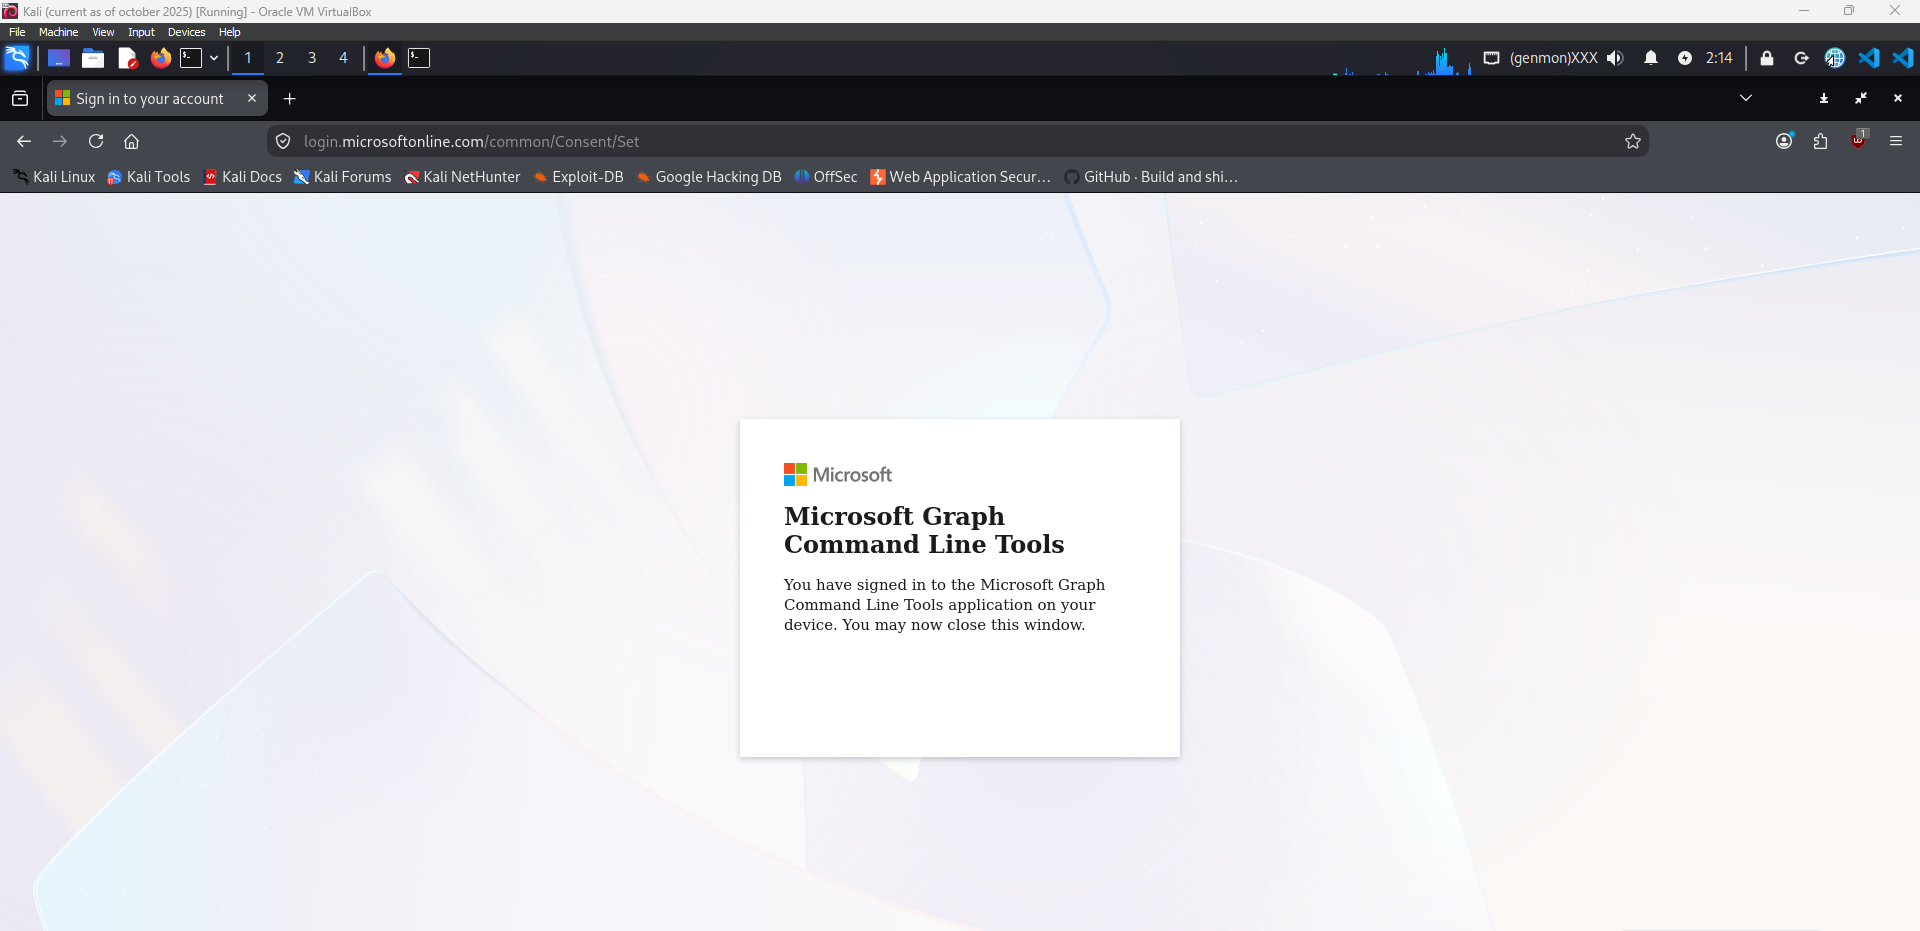 Kali (current as of october 2025) [Running] - Oracle VM VirtualBox
File Machine View Input Devices Help
1 2 3 4 (genmon)XXX 2:14
Sign in to your account
login.microsoftonline.com/common/Consent/Set
1
Kali Linux Kali Tools Kali Docs Kali Forums Kali NetHunter Exploit-DB Google Hacking DB OffSec Web Application Secur... GitHub · Build and shi...
Microsoft
Microsoft Graph
Command Line Tools
You have signed in to the Microsoft Graph
Command Line Tools application on your
device. You may now close this window.